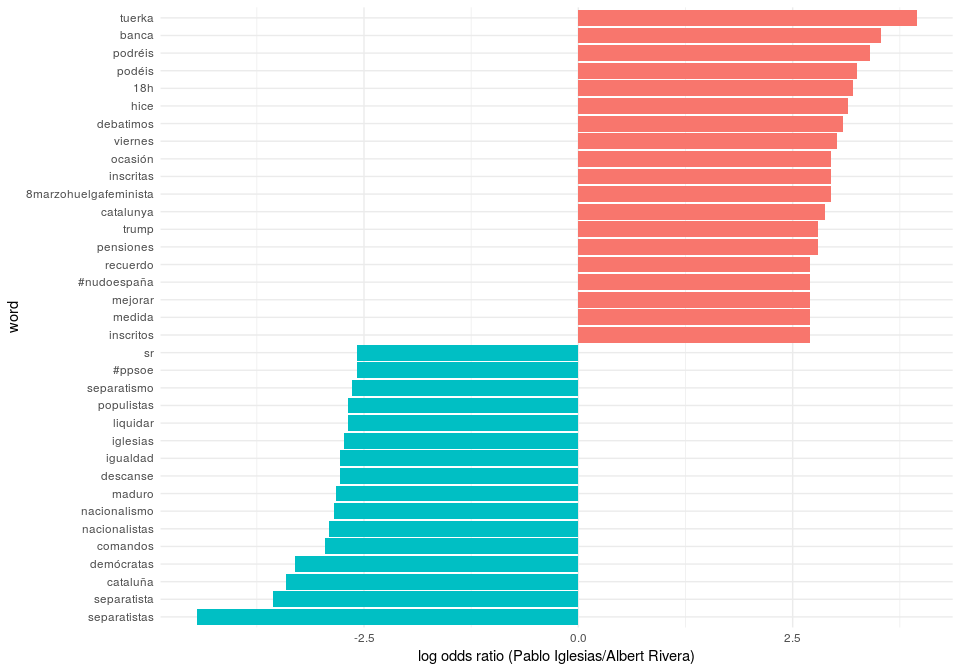 tuerka
banca
podréis
podéis
18h
hice
debatimos
viernes
ocasión
inscritas
8marzohuelgafeminista
catalunya
trump
pensiones
recuerdo
#nudoespaña
mejorar
medida
inscritos
sr
#ppsoe
separatismo
populistas
liquidar
iglesias
igualdad
descanse
maduro
nacionalismo
nacionalistas
comandos
demócratas
cataluña
separatista
separatistas
word
-2.5 0.0 2.5
log odds ratio (Pablo Iglesias/Albert Rivera)